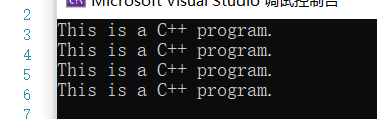 Microsoft Visual Studio 调试控制台
2
3
4
5
6
7
This is a C++ program.
This is a C++ program.
This is a C++ program.
This is a C++ program.